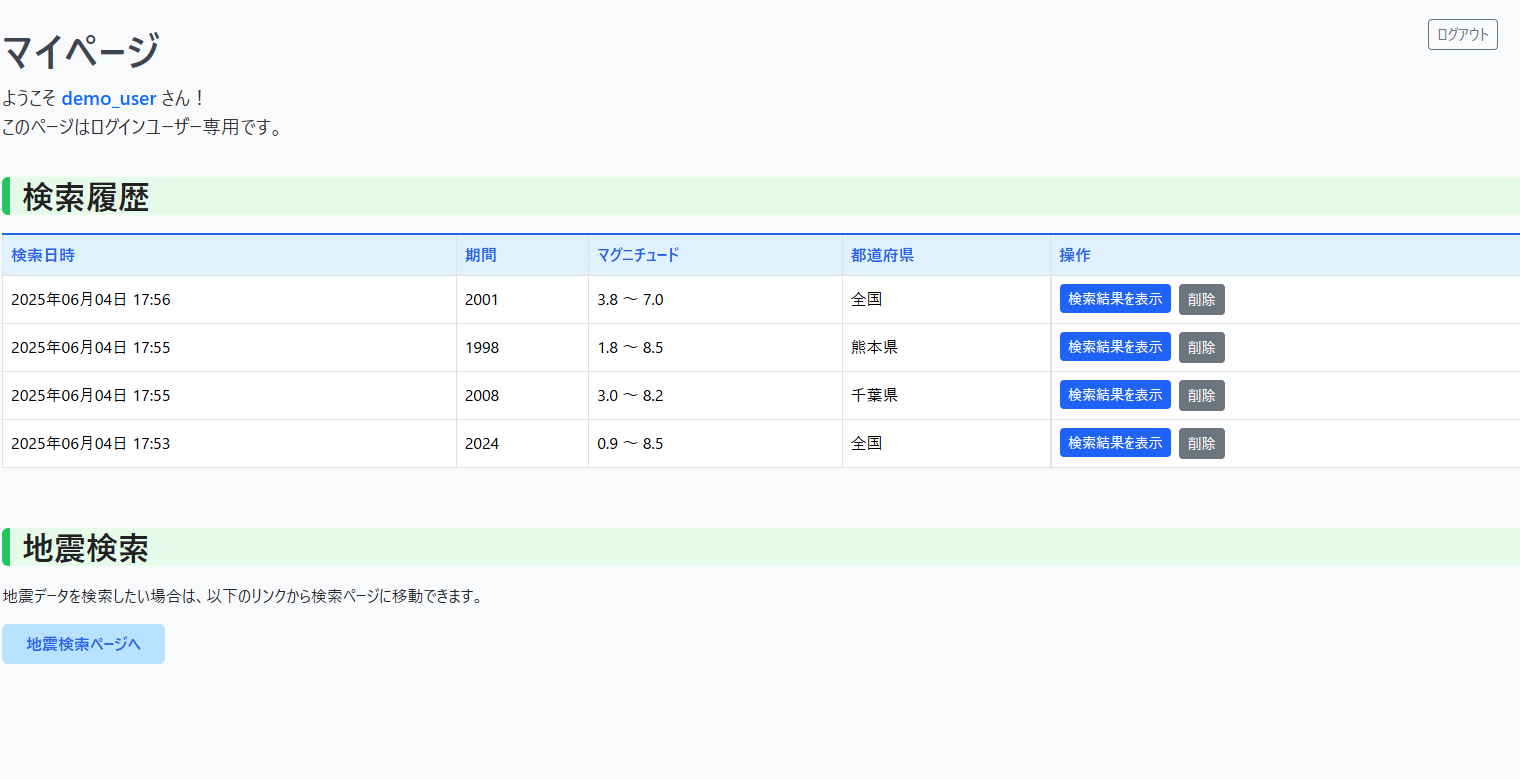 ログアウト
マイページ
ようこそ demo_user さん！
このページはログインユーザー専用です。
検索履歴
検索日時 期間 マグニチュード 都道府県 操作
2025年06月04日 17:56 2001 3.8 ～ 7.0 全国 検索結果を表示 削除
2025年06月04日 17:55 1998 1.8 ～ 8.5 熊本県 検索結果を表示 削除
2025年06月04日 17:55 2008 3.0 ～ 8.2 千葉県 検索結果を表示 削除
2025年06月04日 17:53 2024 0.9 ～ 8.5 全国 検索結果を表示 削除
地震検索
地震データを検索したい場合は、以下のリンクから検索ページに移動できます。
地震検索ページへ